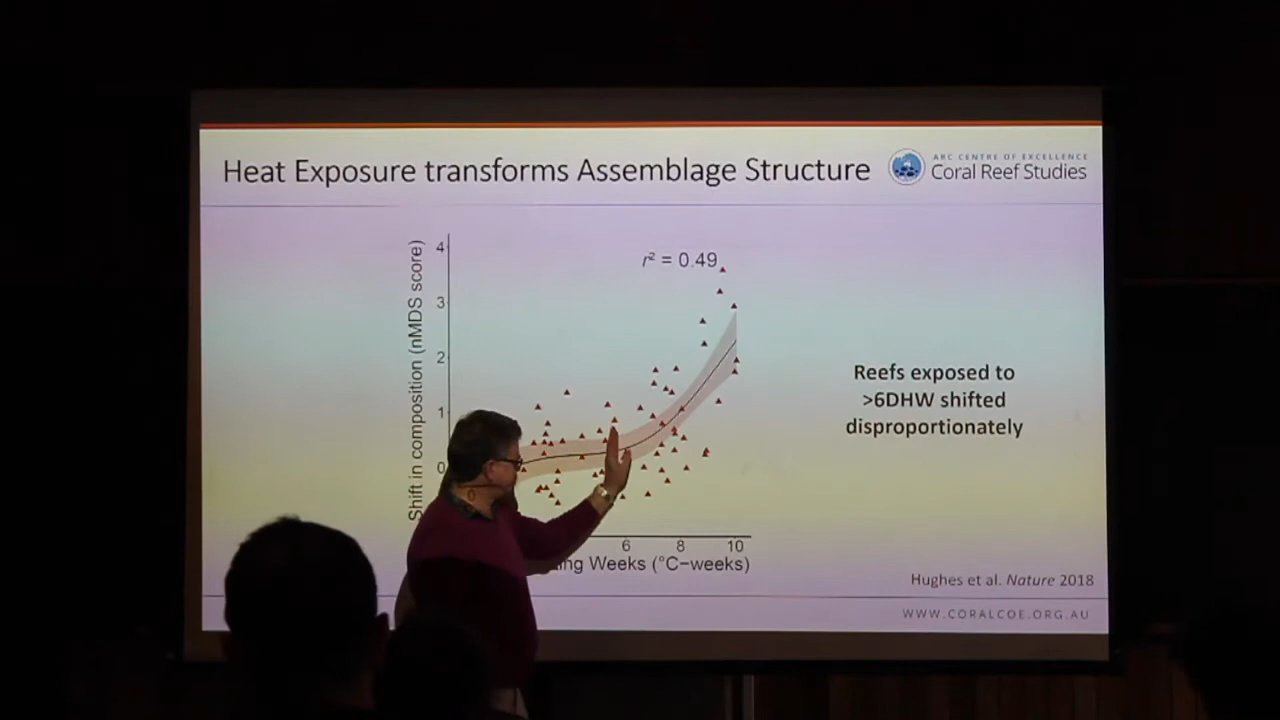 Heat Exposure transforms Assemblage Structure
ARC CENTRE OF EXCELLENCE
Coral Reef Studies
Shift in composition (nMDS score)
4
3
2
1
0
r² = 0.49
6 8 10
Weeks (°C−weeks)
Reefs exposed to
>6DHW shifted
disproportionately
Hughes et al. Nature 2018
WWW.CORALCOE.ORG.AU